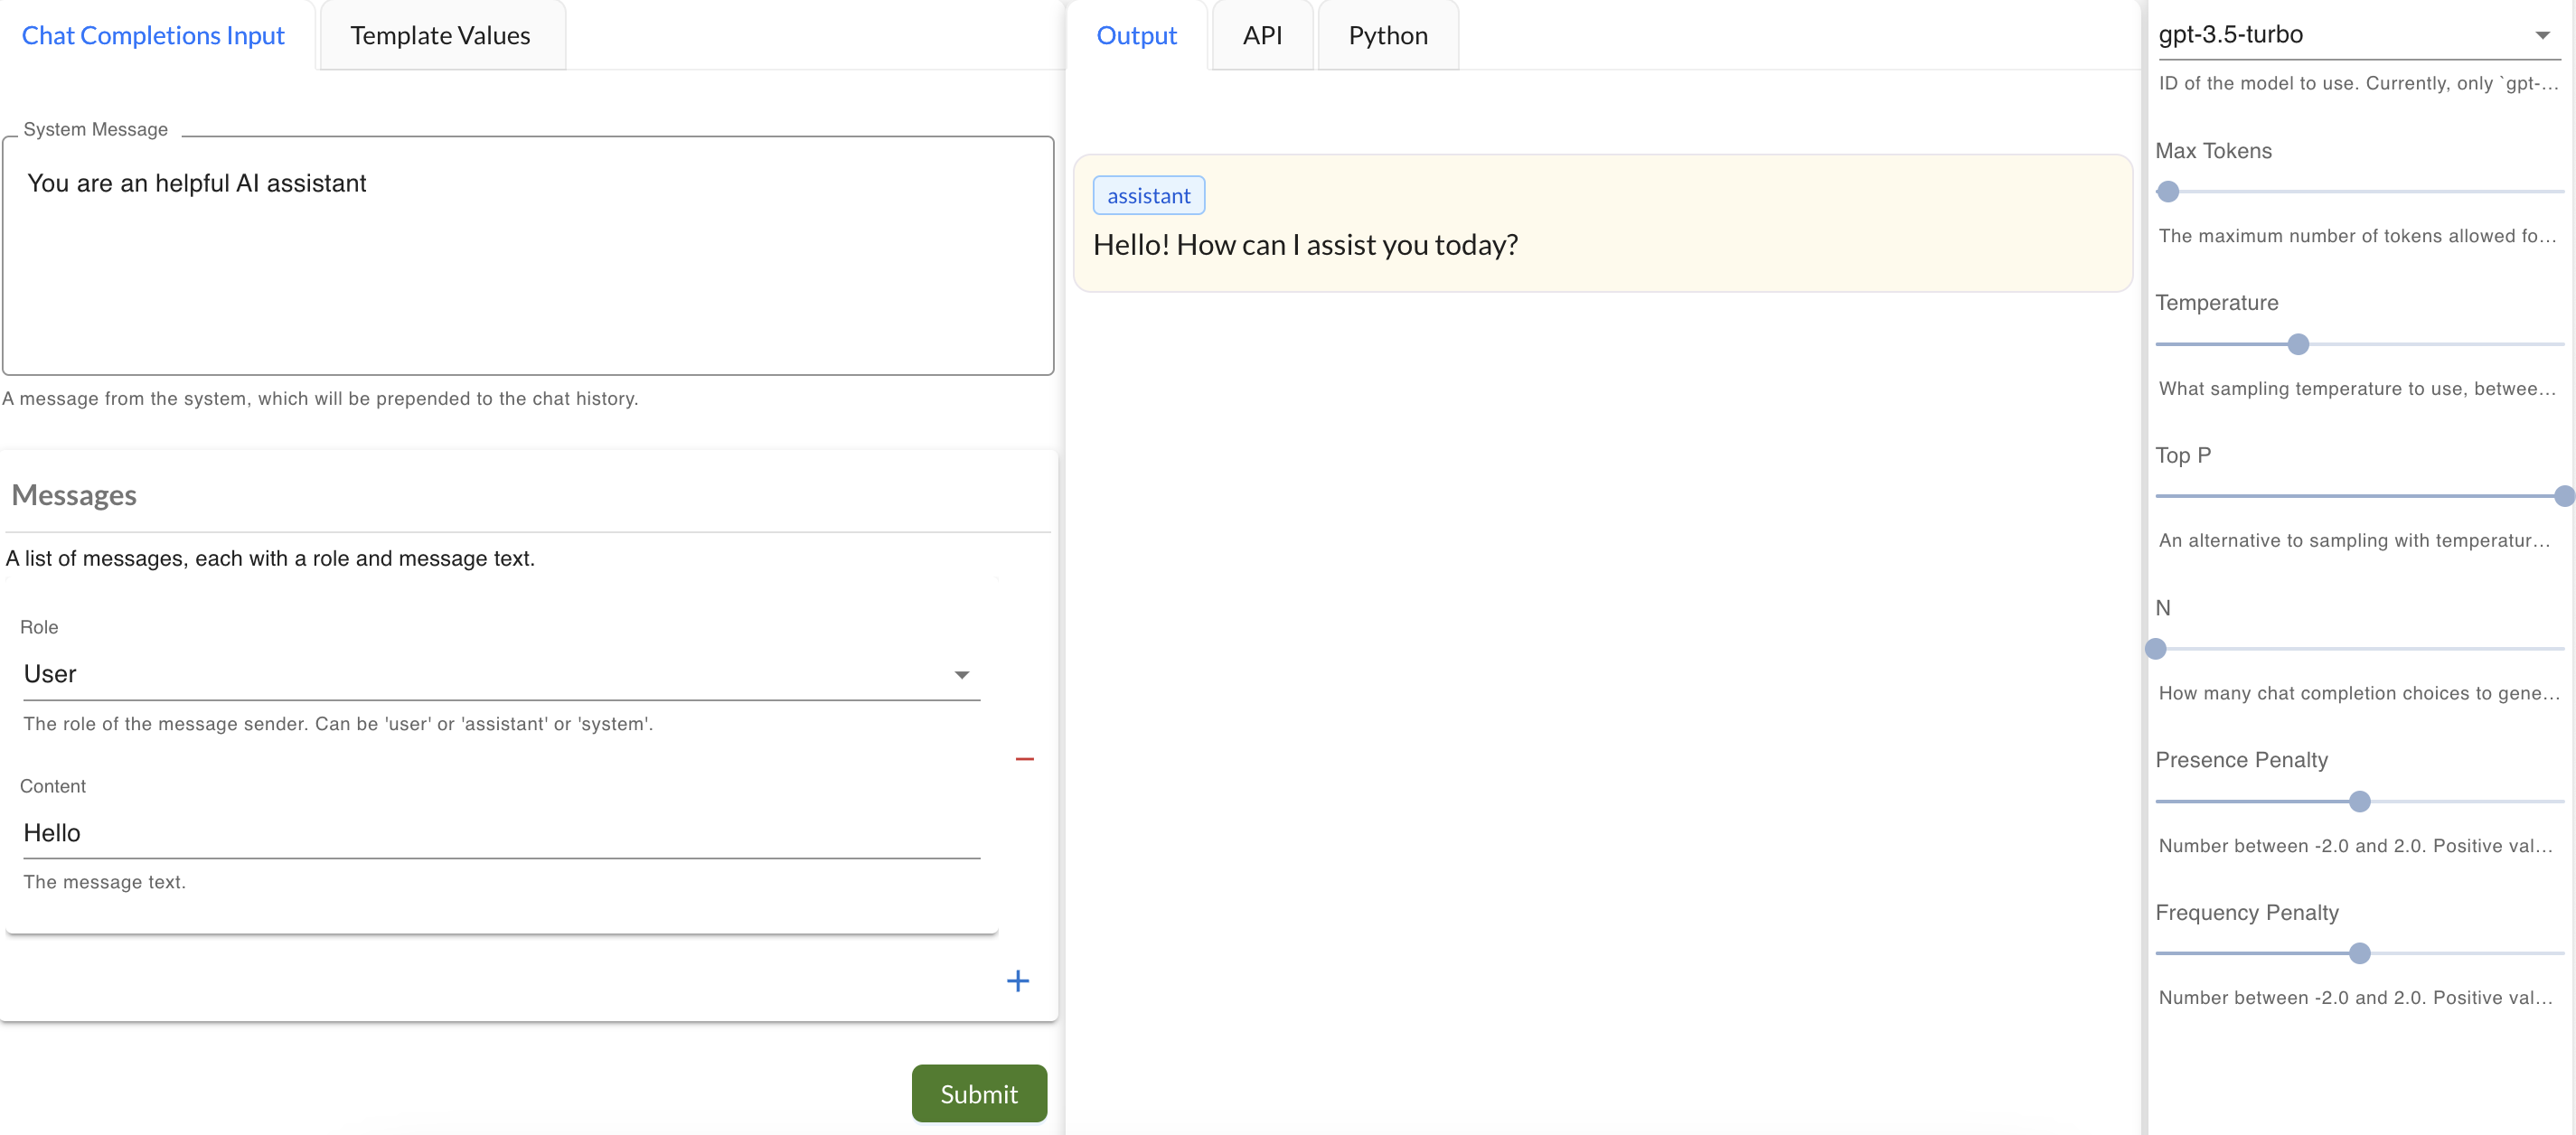 Chat Completions Input
Template Values
System Message
You are an helpful AI assistant
A message from the system, which will be prepended to the chat history.
Messages
A list of messages, each with a role and message text.
Role
User
The role of the message sender. Can be 'user' or 'assistant' or 'system'.
Content
Hello
The message text.
Submit
Output
API
Python
assistant
Hello! How can I assist you today?
gpt-3.5-turbo
ID of the model to use. Currently, only `gpt-...
Max Tokens
The maximum number of tokens allowed fo...
Temperature
What sampling temperature to use, betwee...
Top P
An alternative to sampling with temperatur...
N
How many chat completion choices to gene...
Presence Penalty
Number between -2.0 and 2.0. Positive val...
Frequency Penalty
Number between -2.0 and 2.0. Positive val...